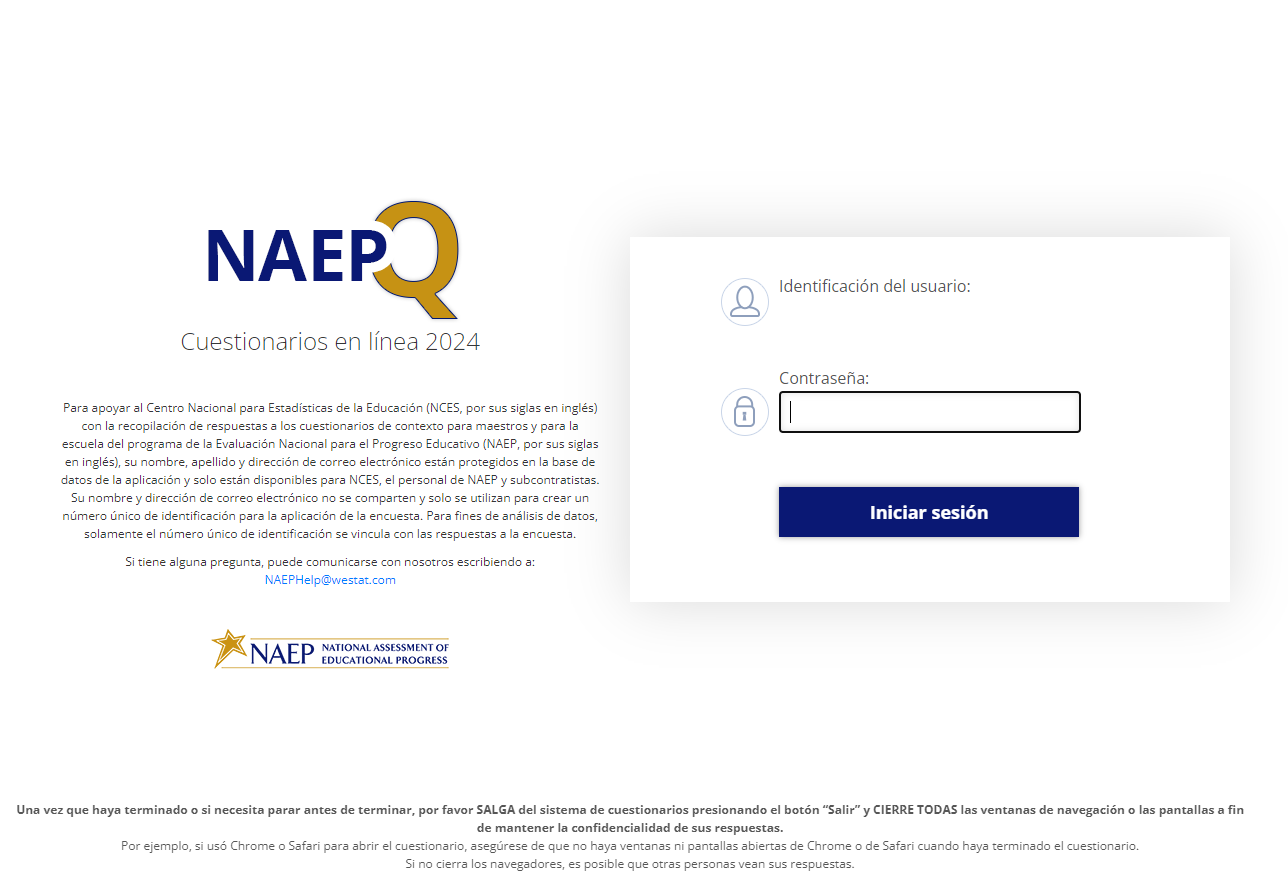 NAEPQ
Cuestionarios en línea 2024
Para apoyar al Centro Nacional para Estadísticas de la Educación (NCES, por sus siglas en inglés)
con la recopilación de respuestas a los cuestionarios de contexto para maestros y para la
escuela del programa de la Evaluación Nacional para el Progreso Educativo (NAEP, por sus siglas
en inglés), su nombre, apellido y dirección de correo electrónico están protegidos en la base de
datos de la aplicación y solo están disponibles para NCES, el personal de NAEP y subcontratistas.
Su nombre y dirección de correo electrónico no se comparten y solo se utilizan para crear un
número único de identificación para la aplicación de la encuesta. Para fines de análisis de datos,
solamente el número único de identificación se vincula con las respuestas a la encuesta.
Si tiene alguna pregunta, puede comunicarse con nosotros escribiendo a:
NAEPHelp@westat.com
NAEP NATIONAL ASSESSMENT OF
EDUCATIONAL PROGRESS
Identificación del usuario:
Contraseña:
Iniciar sesión
Una vez que haya terminado o si necesita parar antes de terminar, por favor SALGA del sistema de cuestionarios presionando el botón “Salir” y CIERRE TODAS las ventanas de navegación o las pantallas a fin
de mantener la confidencialidad de sus respuestas.
Por ejemplo, si usó Chrome o Safari para abrir el cuestionario, asegúrese de que no haya ventanas ni pantallas abiertas de Chrome o de Safari cuando haya terminado el cuestionario.
Si no cierra los navegadores, es posible que otras personas vean sus respuestas.